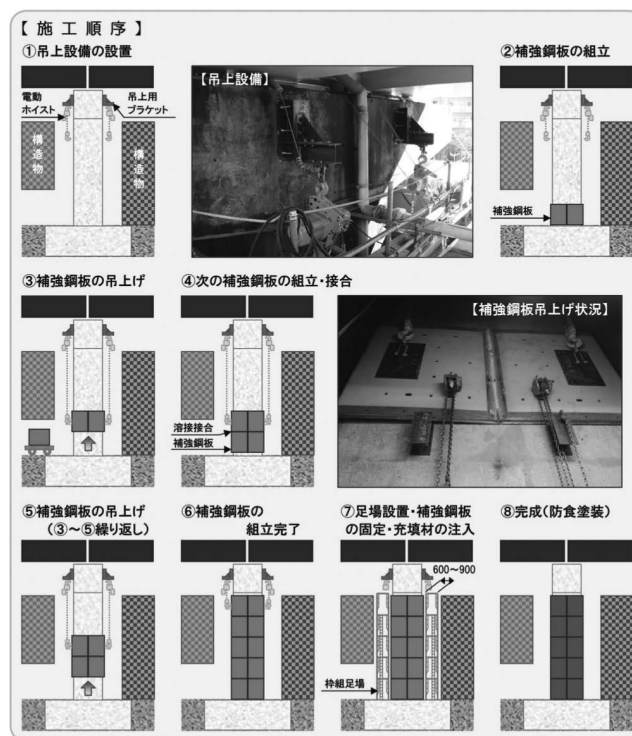 【施工順序】
①吊上設備の設置
電動
ホイスト
吊上用
ブラケット
構造物
構造物
【吊上設備】
②補強鋼板の組立
補強鋼板
③補強鋼板の吊上げ
④次の補強鋼板の組立・接合
溶接接合
補強鋼板
【補強鋼板吊上げ状況】
⑤補強鋼板の吊上げ
(③～⑤繰り返し)
⑥補強鋼板の
組立完了
⑦足場設置・補強鋼板
の固定・充填材の注入
600～900
枠組足場
⑧完成(防食塗装)